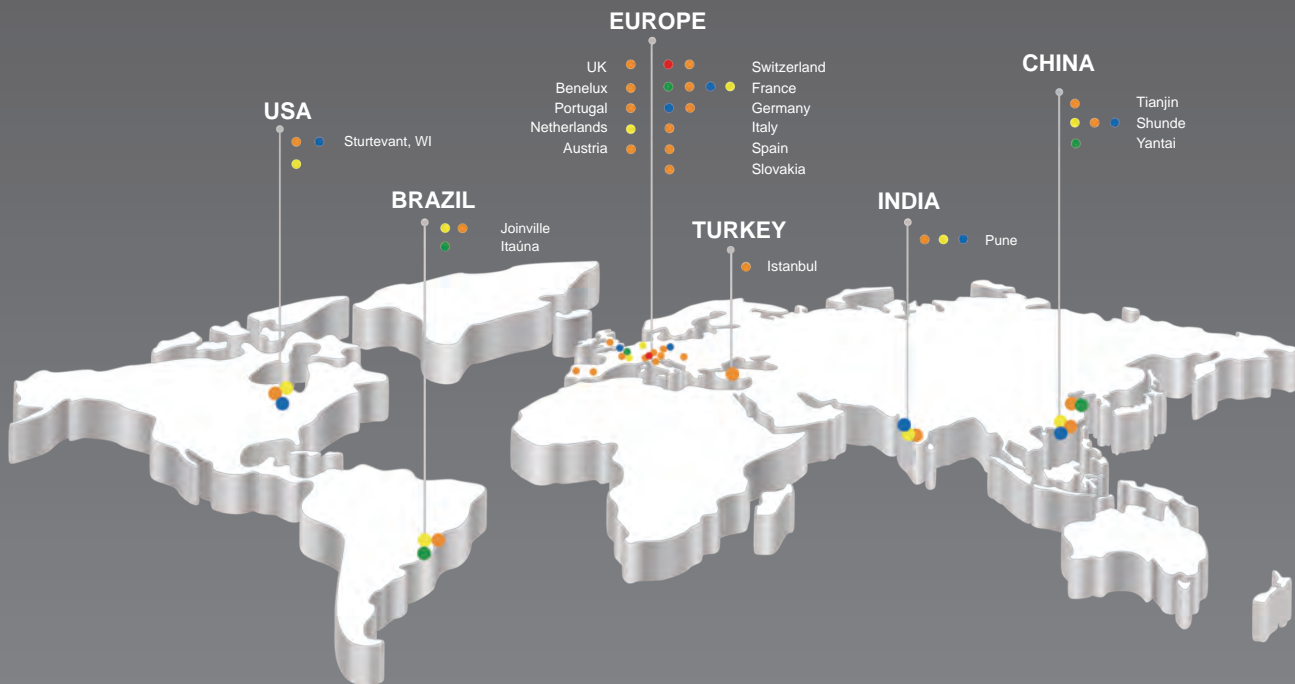 EUROPE
UK
Benelux
Portugal
Netherlands
Austria
Switzerland
France
Germany
Italy
Spain
Slovakia
CHINA
Tianjin
Shunde
Yantai
USA
Sturtevant, WI
BRAZIL
Joinville
Itaúna
TURKEY
Istanbul
INDIA
Pune